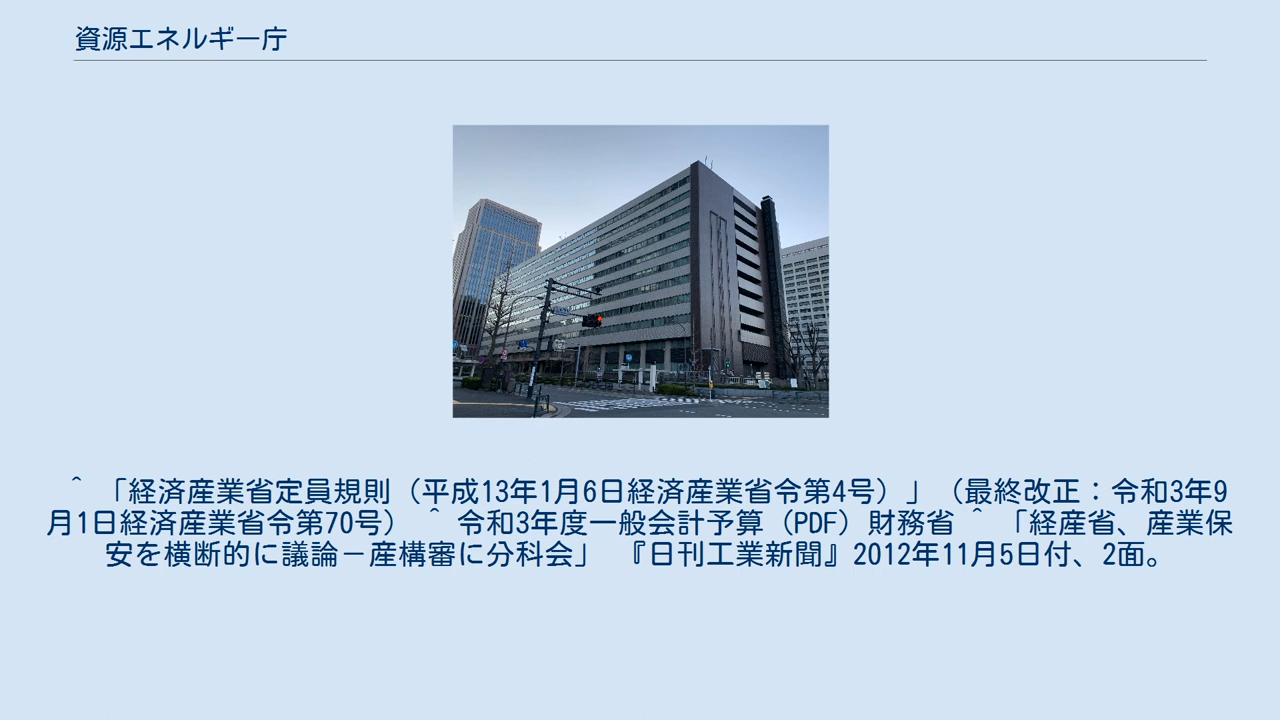 資源エネルギー庁
^ 「経済産業省定員規則（平成13年1月6日経済産業省令第4号）」（最終改正：令和3年9
月1日経済産業省令第70号） ^ 令和3年度一般会計予算（PDF）財務省 ^ 「経産省、産業保
安を横断的に議論－産構審に分科会」 『日刊工業新聞』2012年11月5日付、2面。